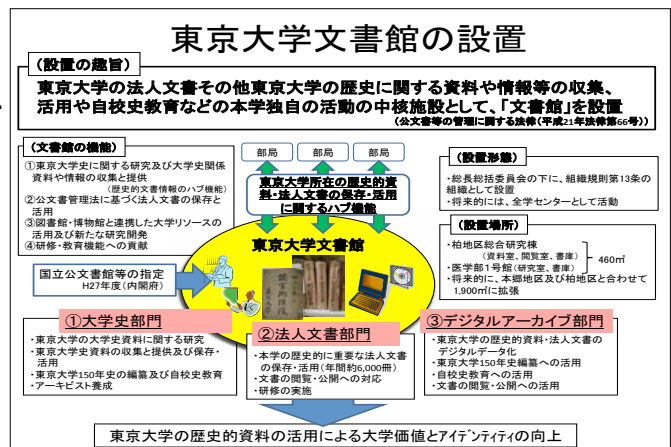 東京大学文書館の設置
(設置の趣旨)
東京大学の法人文書その他東京大学の歴史に関する資料や情報等の収集、
活用や自校史教育などの本学独自の活動の中核施設として、「文書館」を設置
(公文書等の管理に関する法律(平成21年法律第66号))
(文書館の機能)
①東京大学史に関する研究及び大学史関係
資料や情報の収集と提供
(歴史的文書情報のハブ機能)
②公文書管理法に基づく法人文書の保存と
活用
③図書館・博物館と連携した大学リソースの
活用及び新たな研究開発
④研修・教育機能への貢献
部局 部局 部局
東京大学所在の歴史的資
料・法人文書の保存・活用
に関するハブ機能
東京大学文書館
(設置形態)
・総長総括委員会の下に、組織規則第13条の
組織として設置
・将来的には、全学センターとして活動
(設置場所)
・柏地区総合研究棟
(資料室、閲覧室、書庫)
・医学部1号館(研究室、書庫)
460㎡
・将来的に、本郷地区及び柏地区と合わせて
1,900㎡に拡張
国立公文書館等の指定
H27年度(内閣府)
①大学史部門
・東京大学の大学史資料に関する研究
・東京大学史資料の収集と提供及び保存・
活用
・東京大学150年史の編纂及び自校史教育
・アーキビスト養成
②法人文書部門
・本学の歴史的に重要な法人文書
の保存・活用(年間約6,000冊)
・文書の閲覧・公開への対応
・研修の実施
③デジタルアーカイブ部門
・東京大学の歴史的資料・法人文書の
デジタルデータ化
・東京大学150年史編纂への活用
・自校史教育への活用
・文書の閲覧・公開への活用
東京大学の歴史的資料の活用による大学価値とアイデンティティの向上